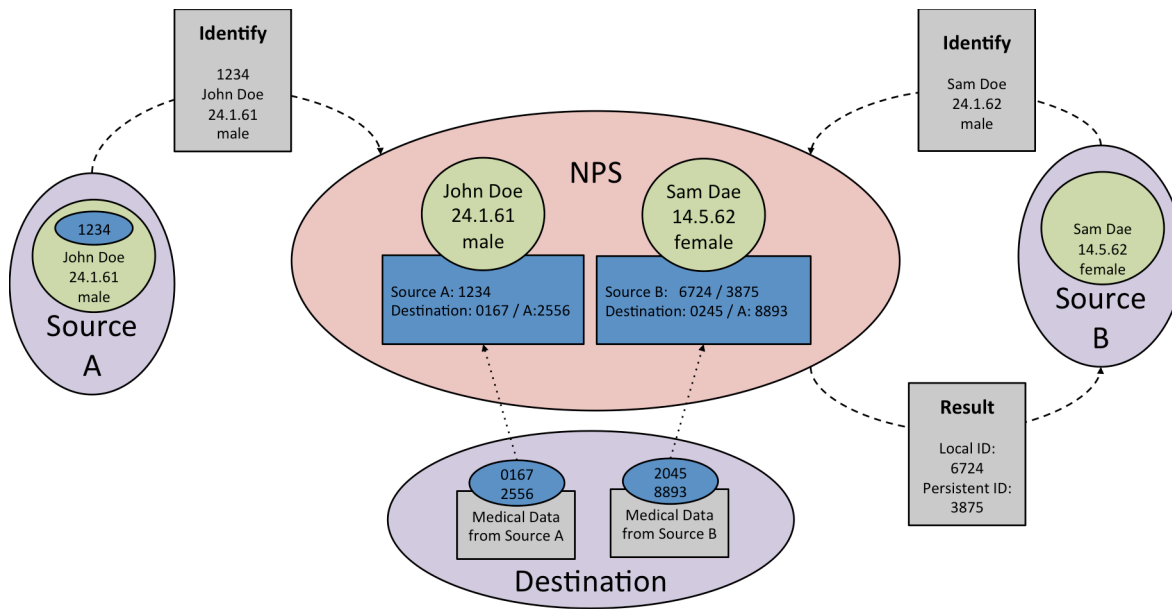 Identify
1234
John Doe
24.1.61
male
Identify
Sam Doe
24.1.62
male
NPS
John Doe
24.1.61
male
Sam Dae
14.5.62
female
1234
John Doe
24.1.61
male
Source
A
Source A: 1234
Destination: 0167 / A:2556
Source B:   6724 / 3875
Destination: 0245 / A: 8893
Sam Dae
14.5.62
female
Source
B
Result
Local ID:
6724
Persistent ID:
3875
0167
2556
Medical Data
from Source A
2045
8893
Medical Data
from Source B
Destination